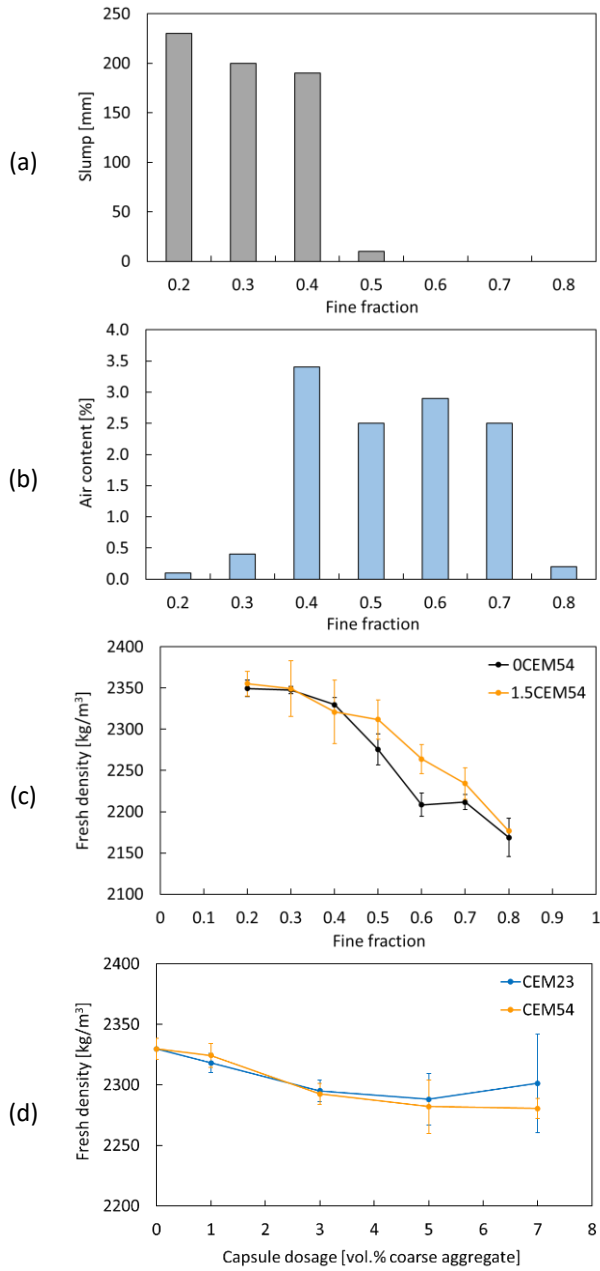 (a)
Slump [mm]
250
200
150
100
50
0
0.2 0.3 0.4 0.5 0.6 0.7 0.8
Fine fraction
(b)
Air content [%]
4.0
3.5
3.0
2.5
2.0
1.5
1.0
0.5
0.0
0.2 0.3 0.4 0.5 0.6 0.7 0.8
Fine fraction
(c)
Fresh density [kg/m³]
2400
2350
2300
2250
2200
2150
2100
0CEM54
1.5CEM54
0 0.1 0.2 0.3 0.4 0.5 0.6 0.7 0.8 0.9 1
Fine fraction
(d)
Fresh density [kg/m³]
2400
2350
2300
2250
2200
CEM23
CEM54
0 1 2 3 4 5 6 7 8
Capsule dosage [vol.% coarse aggregate]